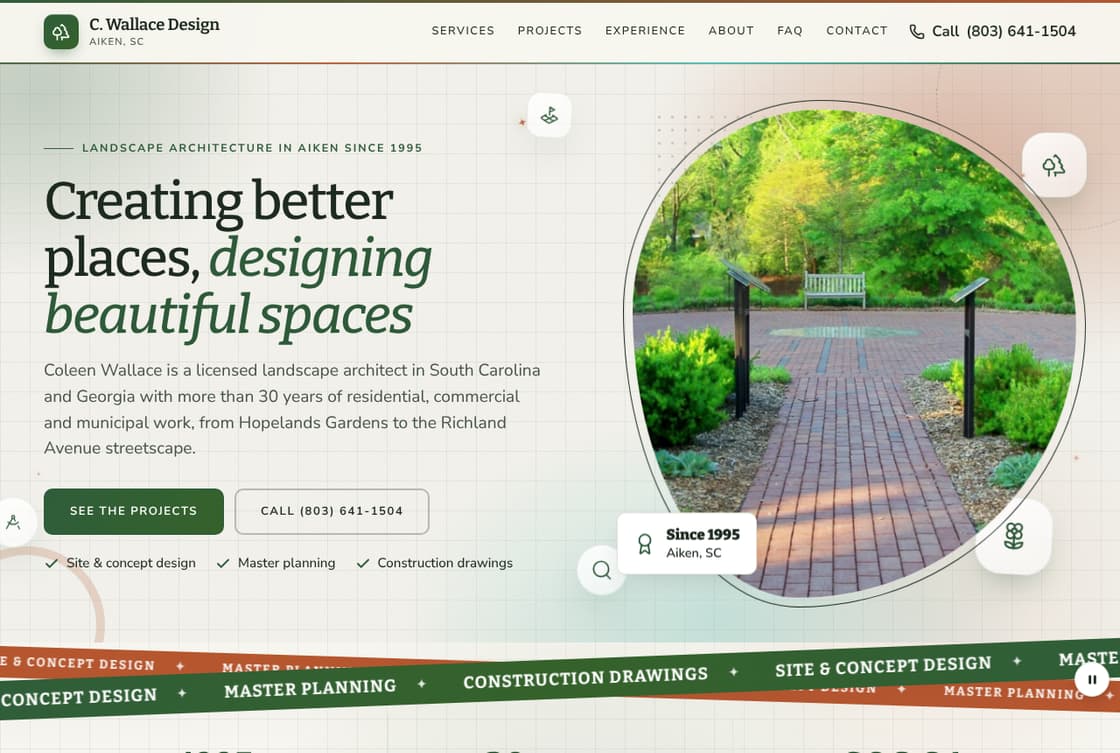 C. Wallace Design
AIKEN, SC
SERVICES PROJECTS EXPERIENCE ABOUT FAQ CONTACT Call (803) 641-1504
LANDSCAPE ARCHITECTURE IN AIKEN SINCE 1995
Creating better
places, designing
beautiful spaces
Coleen Wallace is a licensed landscape architect in South Carolina
and Georgia with more than 30 years of residential, commercial
and municipal work, from Hopelands Gardens to the Richland
Avenue streetscape.
SEE THE PROJECTS CALL (803) 641-1504
Site & concept design Master planning Construction drawings
Since 1995
Aiken, SC
E & CONCEPT DESIGN MASTER PLANNING
CONCEPT DESIGN MASTER PLANNING CONSTRUCTION DRAWINGS SITE & CONCEPT DESIGN MASTE
DESIGN MASTER PLANNING